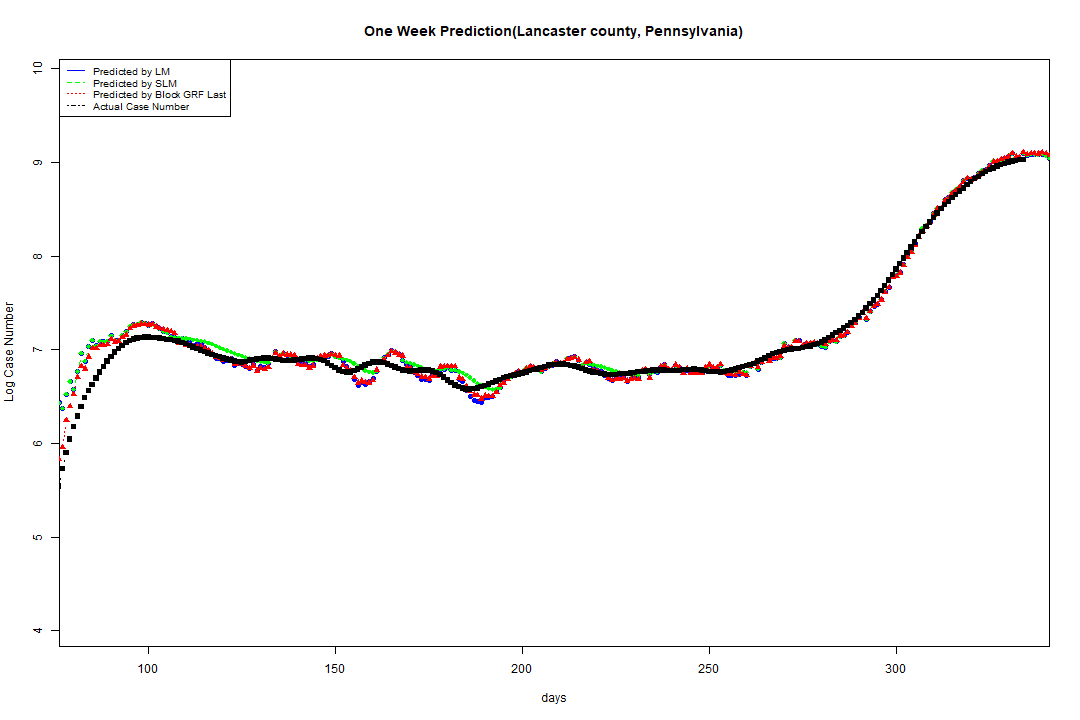 One Week Prediction(Lancaster county, Pennsylvania)
Predicted by LM
Predicted by SLM
Predicted by Block GRF Last
Actual Case Number
10
9
8
7
6
5
4
Log Case Number
100 150 200 250 300
days